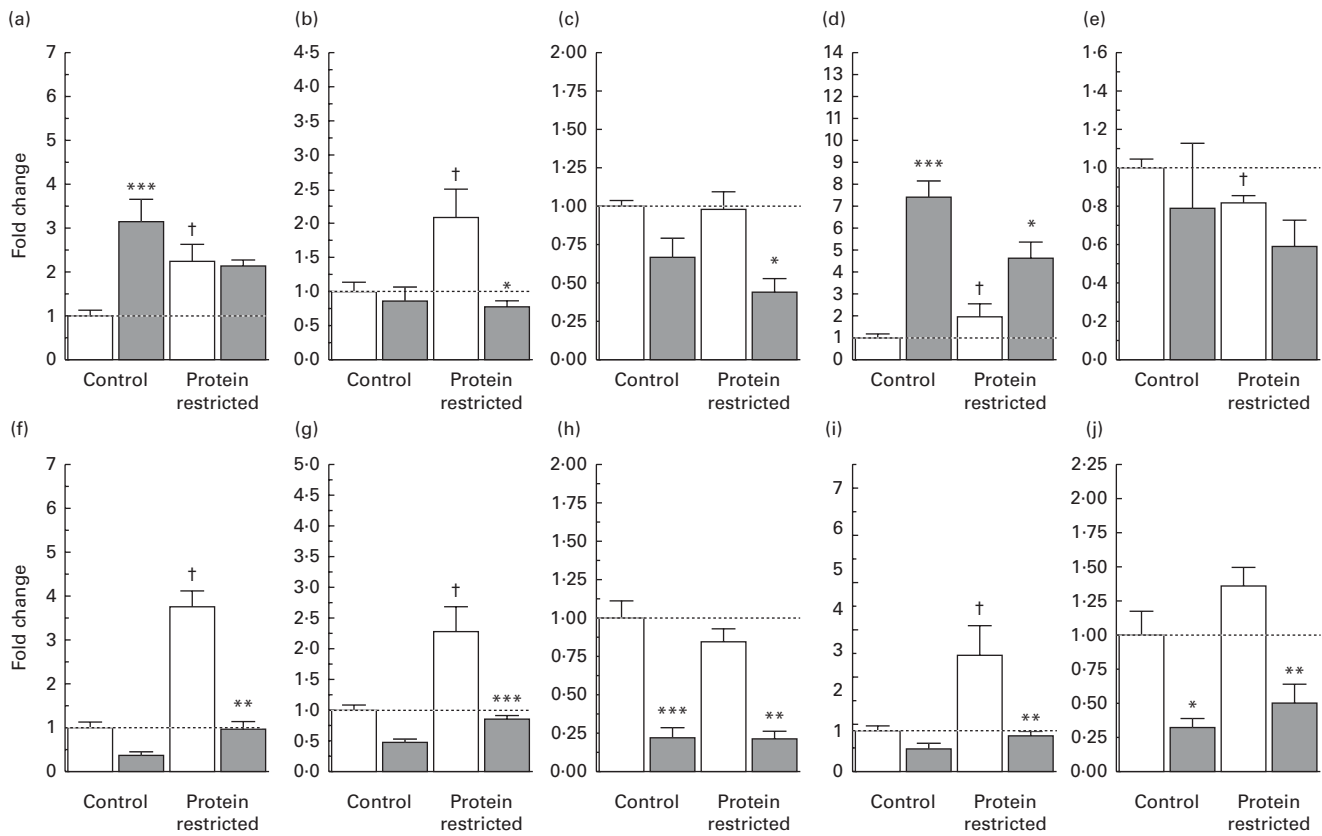 (a)
Fold change
7
6
5
4
3
2
1
0
***
†
Control
Protein
restricted
(b)
4·5
4·0
3·5
3·0
2·5
2·0
1·5
1·0
0·5
0·0
†
*
Control
Protein
restricted
(c)
2·00
1·75
1·50
1·25
1·00
0·75
0·50
0·25
0·00
*
Control
Protein
restricted
(d)
14
13
12
11
10
9
8
7
6
5
4
3
2
1
0
***
†
*
Control
Protein
restricted
(e)
1·6
1·4
1·2
1·0
0·8
0·6
0·4
0·2
0·0
†
Control
Protein
restricted
(f)
Fold change
7
6
5
4
3
2
1
0
†
**
Control
Protein
restricted
(g)
5·0
4·5
4·0
3·5
3·0
2·5
2·0
1·5
1·0
0·5
0·0
†
***
Control
Protein
restricted
(h)
2·00
1·75
1·50
1·25
1·00
0·75
0·50
0·25
0·00
***
**
Control
Protein
restricted
(i)
7
6
5
4
3
2
1
0
†
**
Control
Protein
restricted
(j)
2·25
2·00
1·75
1·50
1·25
1·00
0·75
0·50
0·25
0·00
*
**
Control
Protein
restricted